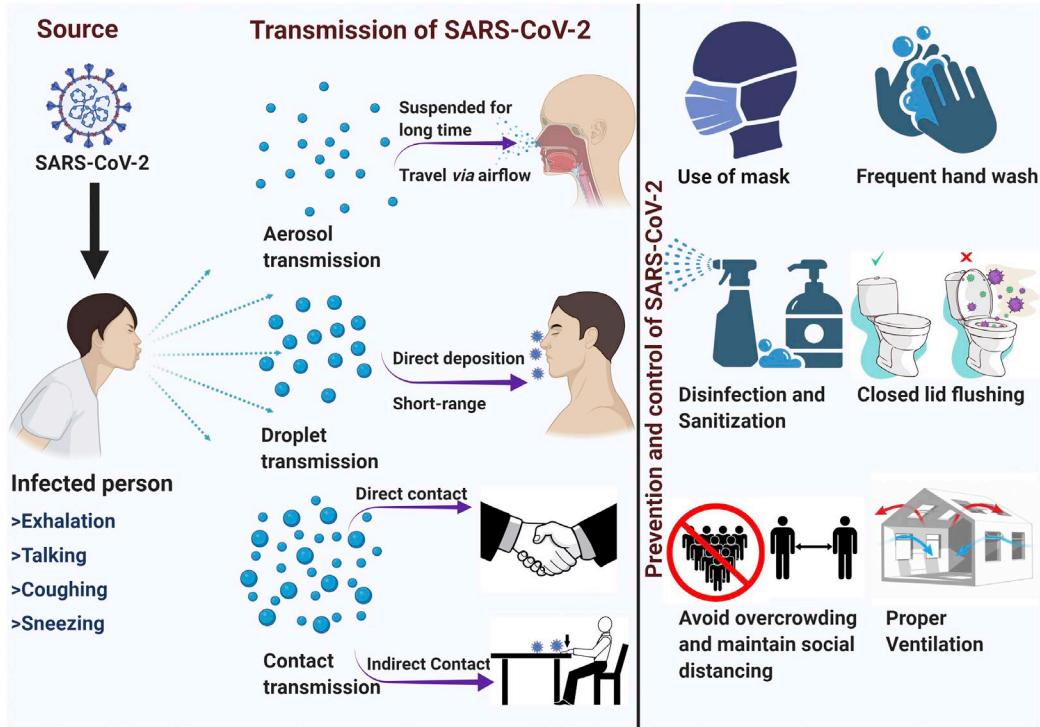 Source
SARS-CoV-2
Infected person
>Exhalation
>Talking
>Coughing
>Sneezing
Transmission of SARS-CoV-2
Suspended for
long time
Travel via airflow
Aerosol
transmission
Direct deposition
Short-range
Droplet
transmission
Direct contact
Indirect Contact
Contact
transmission
Prevention and control of SARS-CoV-2
Use of mask
Frequent hand wash
Disinfection and
Sanitization
Closed lid flushing
Avoid overcrowding
and maintain social
distancing
Proper
Ventilation